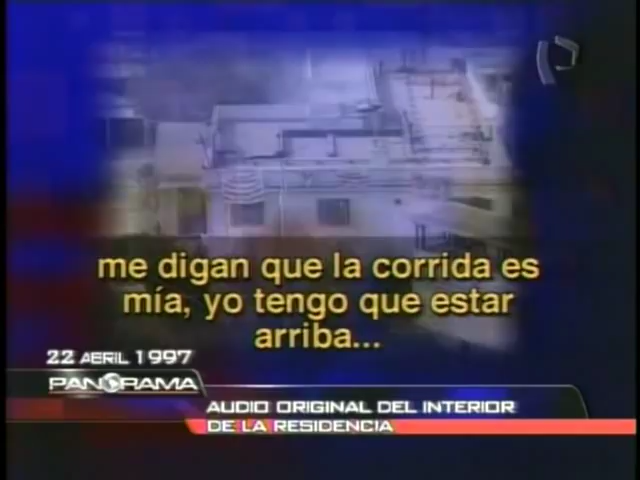 me digan que la corrida es
mía, yo tengo que estar
arriba...
22 ABRIL 1997
PANORAMA
AUDIO ORIGINAL DEL INTERIOR
DE LA RESIDENCIA